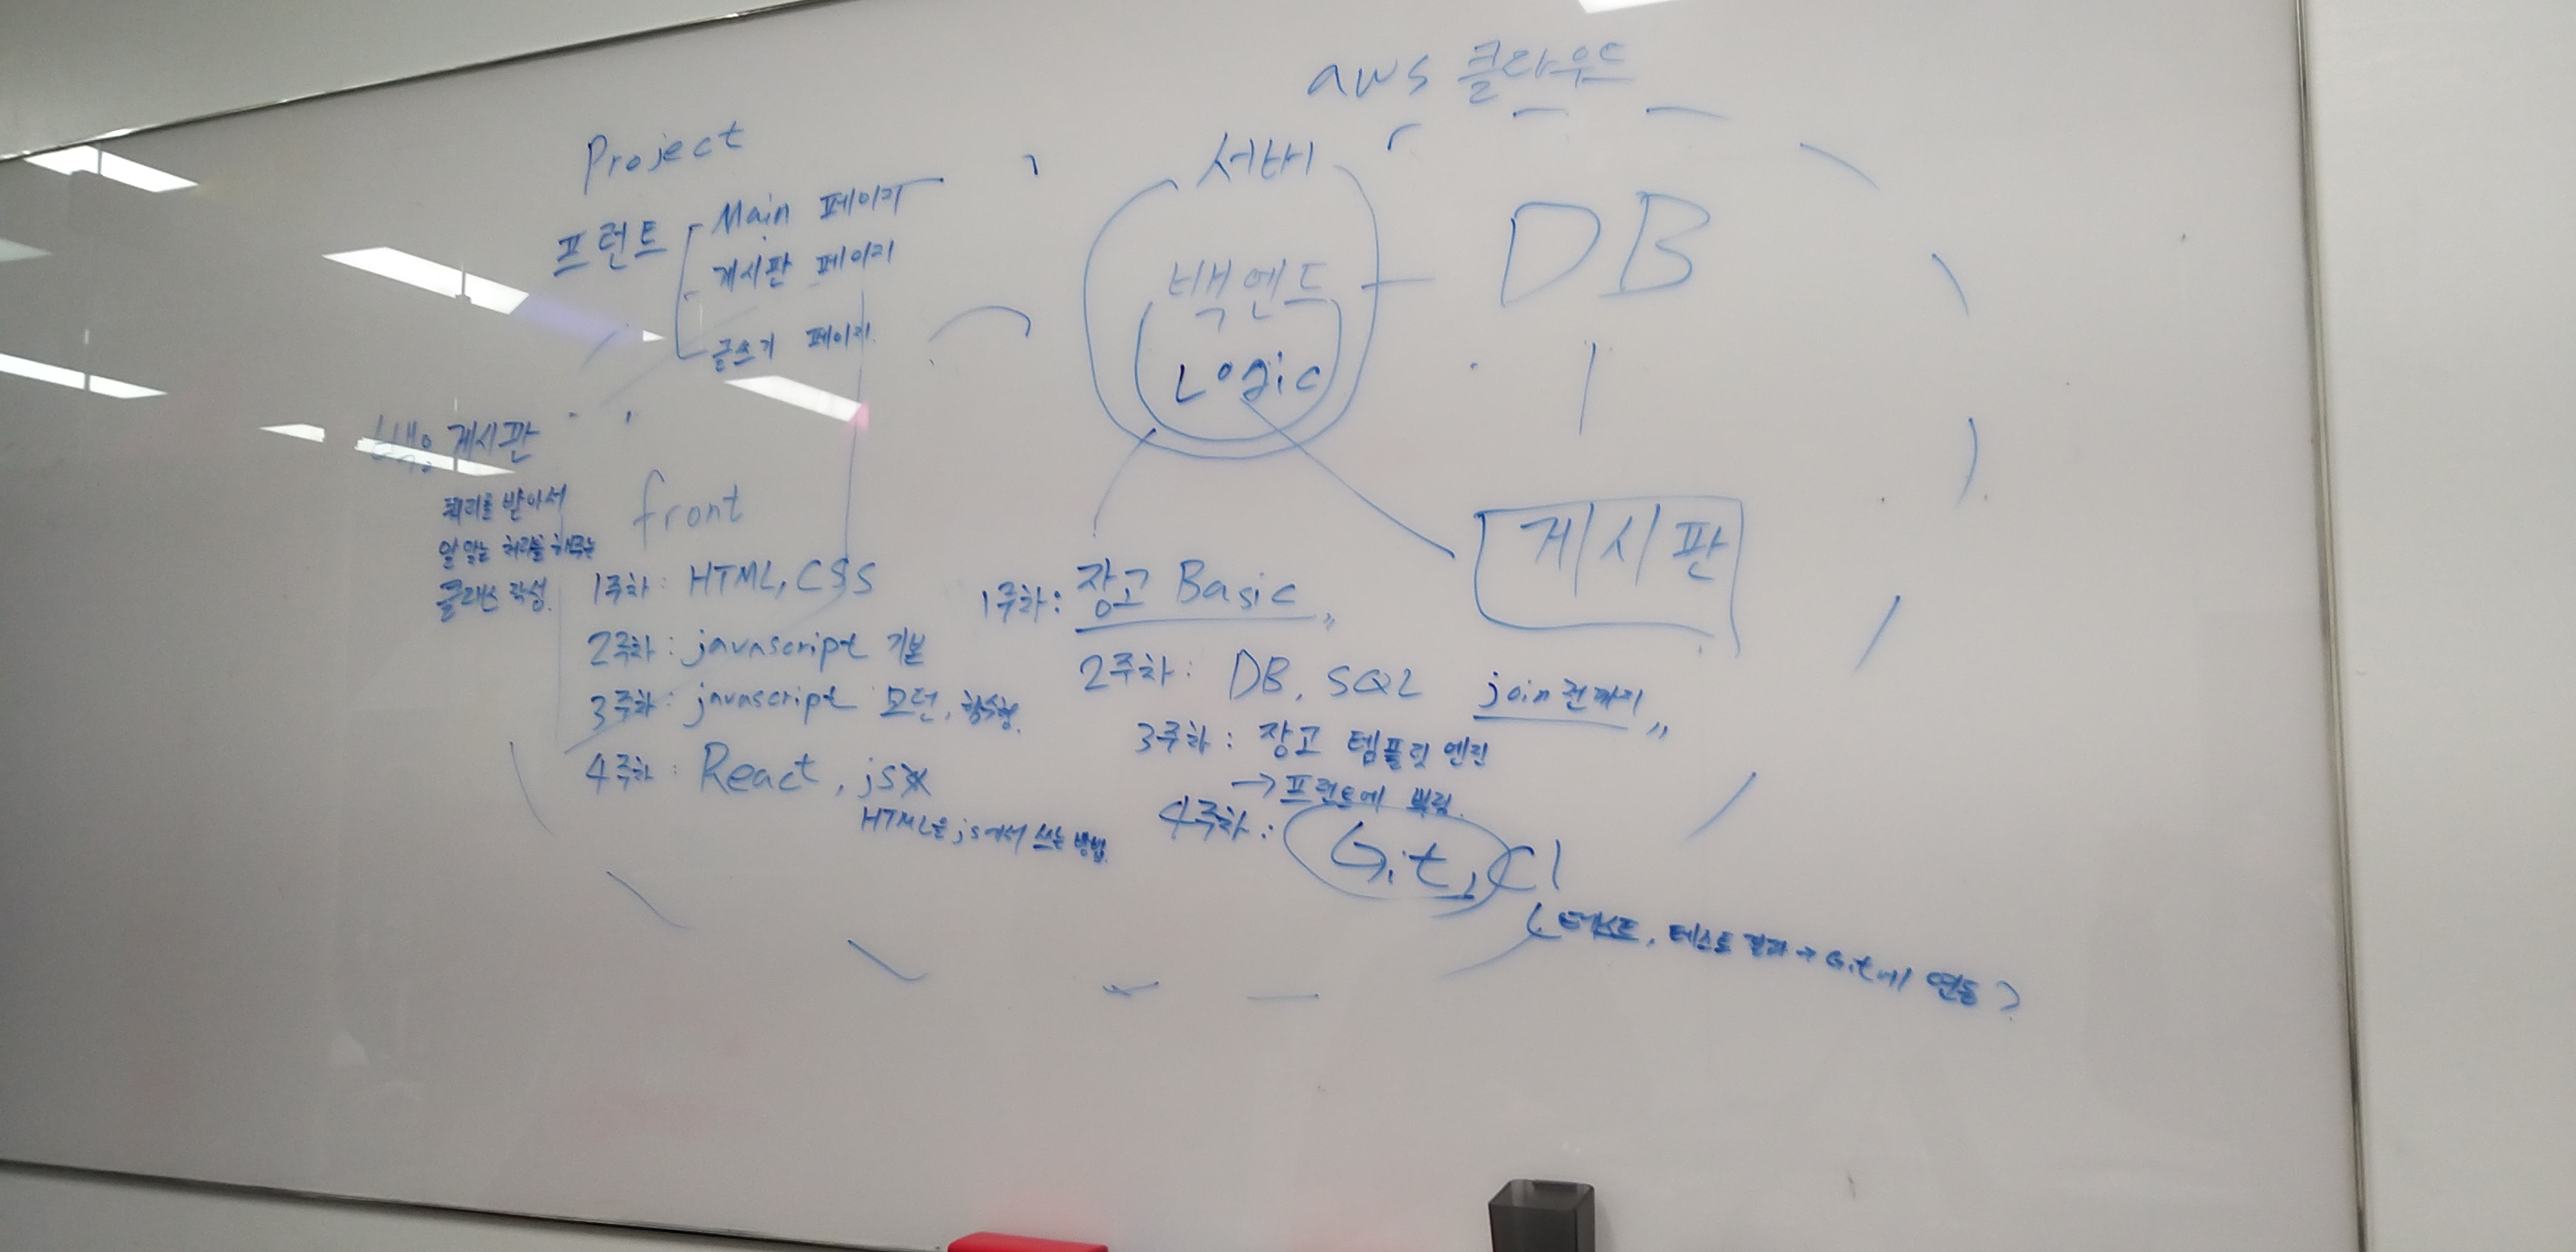 aws 클라우드
Project
프런트
Main 페이지
게시판 페이지
글쓰기 페이지
서버
백엔드
Logic
DB
게시판
게시판
쿼리를 받아서
알맞는 처리를 해주는
클래스 작성.
front
1주차: HTML, CSS
2주차: javascript 기본
3주차: javascript 모던, 함수형.
4주차: React, jsx
HTML을 js에서 쓰는 방법.
1주차: 장고 Basic
2주차: DB, SQL join전까지
3주차: 장고 템플릿 엔진
→ 프런트에 뿌림.
4주차: Git, CI
(테스트, 테스트 결과 → Git에 연동)